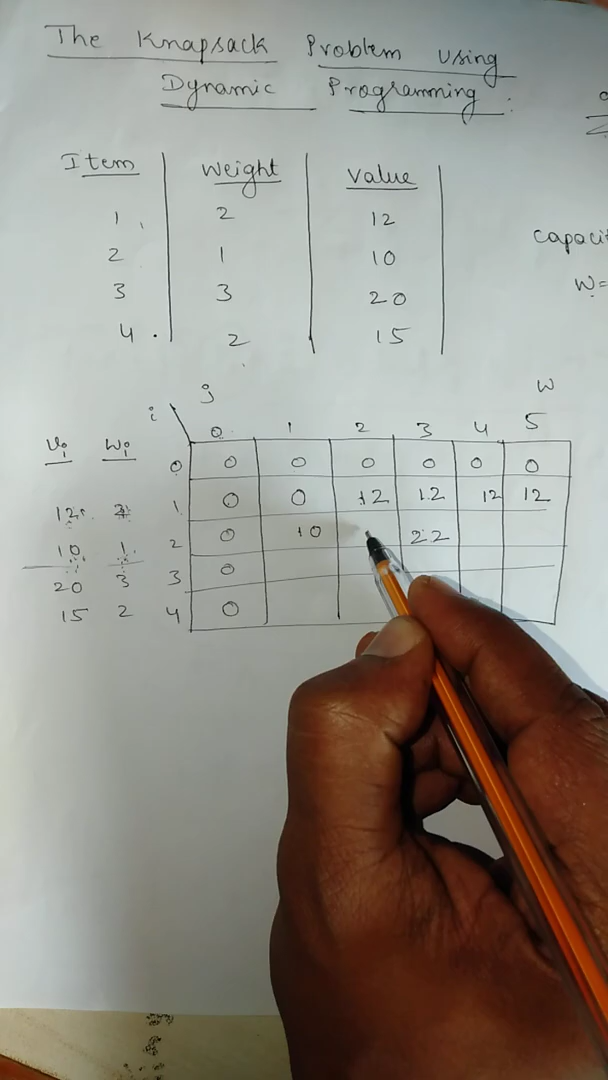 The Knapsack Problem Using
Dynamic Programming:
Item Weight Value
1 2 12
2 1 10
3 3 20
4 2 15
W=
j W
i
0 1 2 3 4 5
Vi Wi 0 0 0 0 0 0 0
12 2 1 0 0 12 12 12 12
10 1 2 0 10 22
20 3 3 0
15 2 4 0